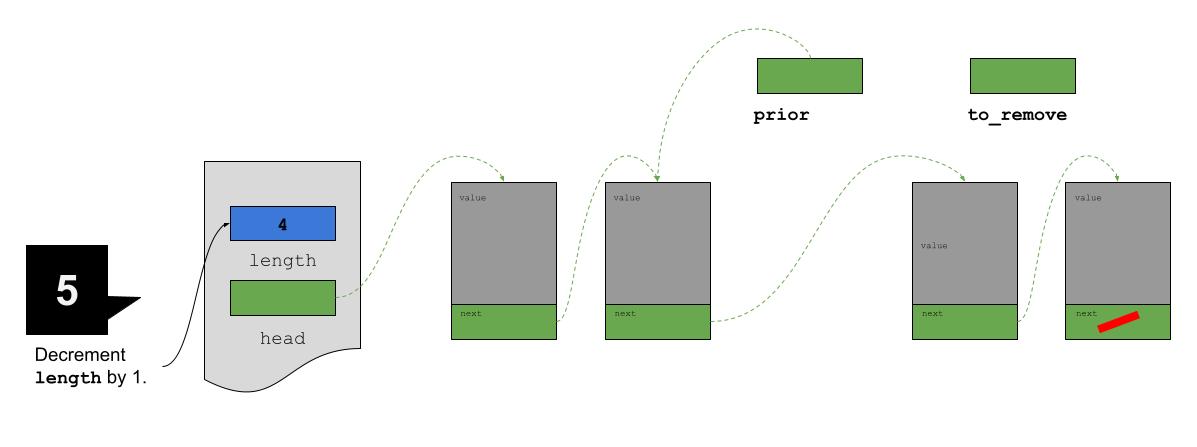 prior
to_remove
4
length
head
5
Decrement
length by 1.
value
next
value
next
value
next
value
next